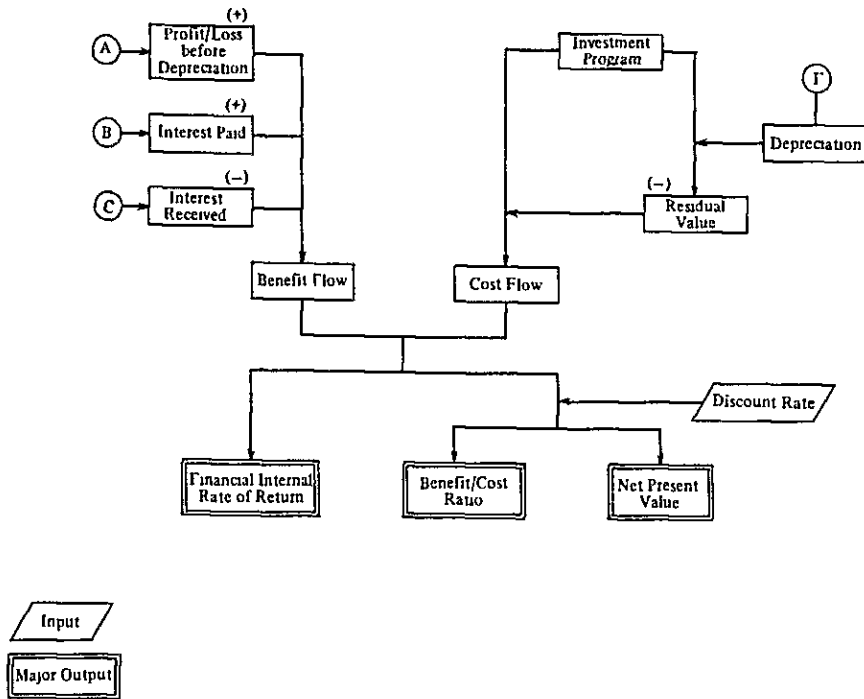 (+)
A
Profit/Loss
before
Depreciation
(+)
B
Interest Paid
(−)
C
Interest
Received
Investment
Program
F
Depreciation
(−)
Residual
Value
Benefit Flow
Cost Flow
Discount Rate
Financial Internal
Rate of Return
Benefit/Cost
Ratio
Net Present
Value
Input
Major Output